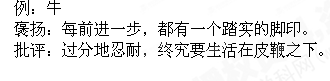 例：牛
褒扬：每前进一步，都有一个踏实的脚印。
批评：过分地忍耐，终究要生活在皮鞭之下。